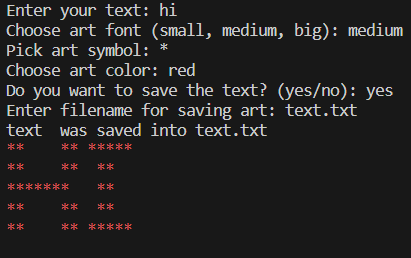 Enter your text: hi
Choose art font (small, medium, big): medium
Pick art symbol: *
Choose art color: red
Do you want to save the text? (yes/no): yes
Enter filename for saving art: text.txt
text  was saved into text.txt
**    ** *****
**    **  **
*******   **
**    **  **
**    ** *****